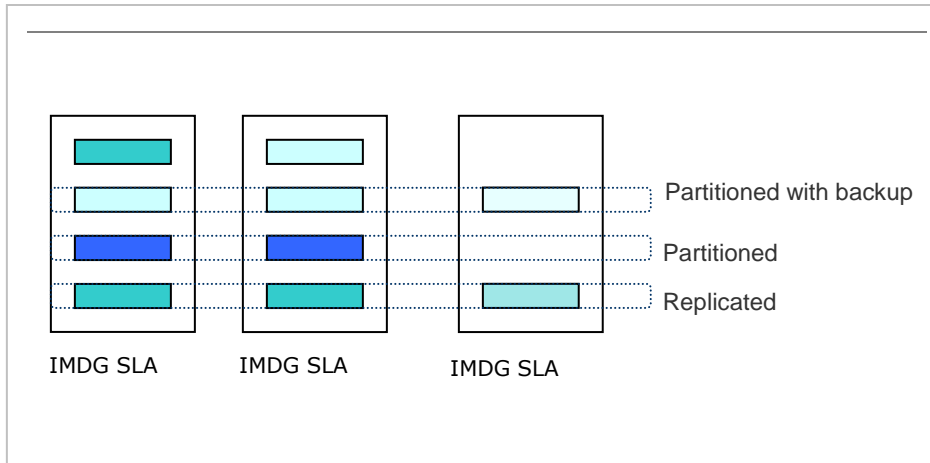 Partitioned with backup
Partitioned
Replicated
IMDG SLA
IMDG SLA
IMDG SLA